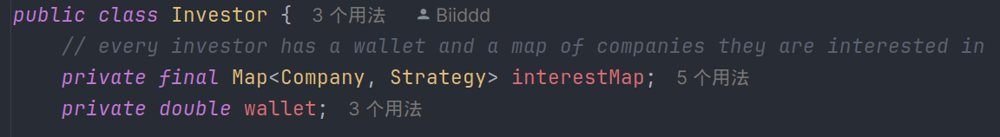 public class Investor { 3 个用法 Biiddd
// every investor has a wallet and a map of companies they are interested in
private final Map<Company, Strategy> interestMap; 5 个用法
private double wallet; 3 个用法